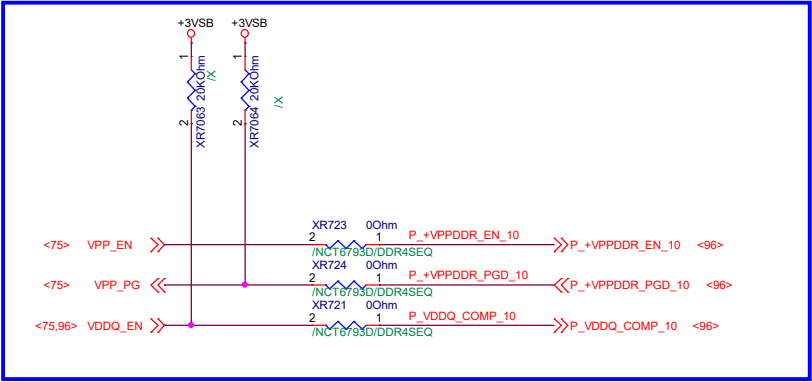 +3VSB +3VSB
1 1
XR7063 20KOhm
/X
XR7064 20KOhm
/X
2 2
XR723 0Ohm
<75> VPP_EN 2 1 P_+VPPDDR_EN_10 P_+VPPDDR_EN_10 <96>
/NCT6793D/DDR4SEQ
XR724 0Ohm
<75> VPP_PG 2 1 P_+VPPDDR_PGD_10 P_+VPPDDR_PGD_10 <96>
/NCT6793D/DDR4SEQ
XR721 0Ohm
<75,96> VDDQ_EN 2 1 P_VDDQ_COMP_10 P_VDDQ_COMP_10 <96>
/NCT6793D/DDR4SEQ